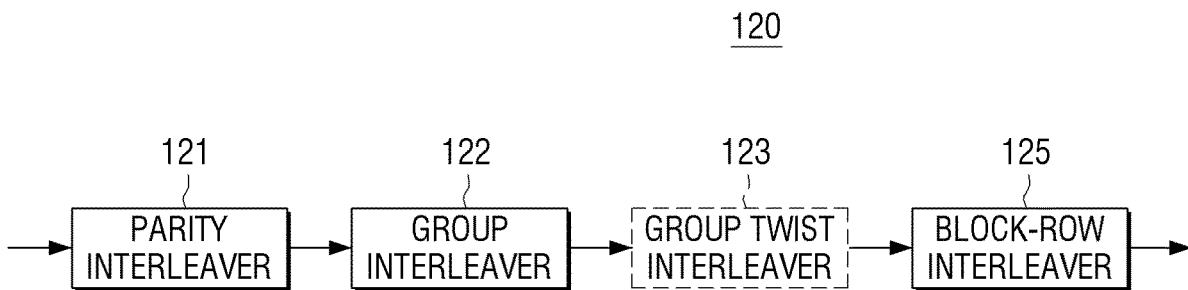 120
121 122 123 125
PARITY INTERLEAVER
GROUP INTERLEAVER
GROUP TWIST INTERLEAVER
BLOCK-ROW INTERLEAVER